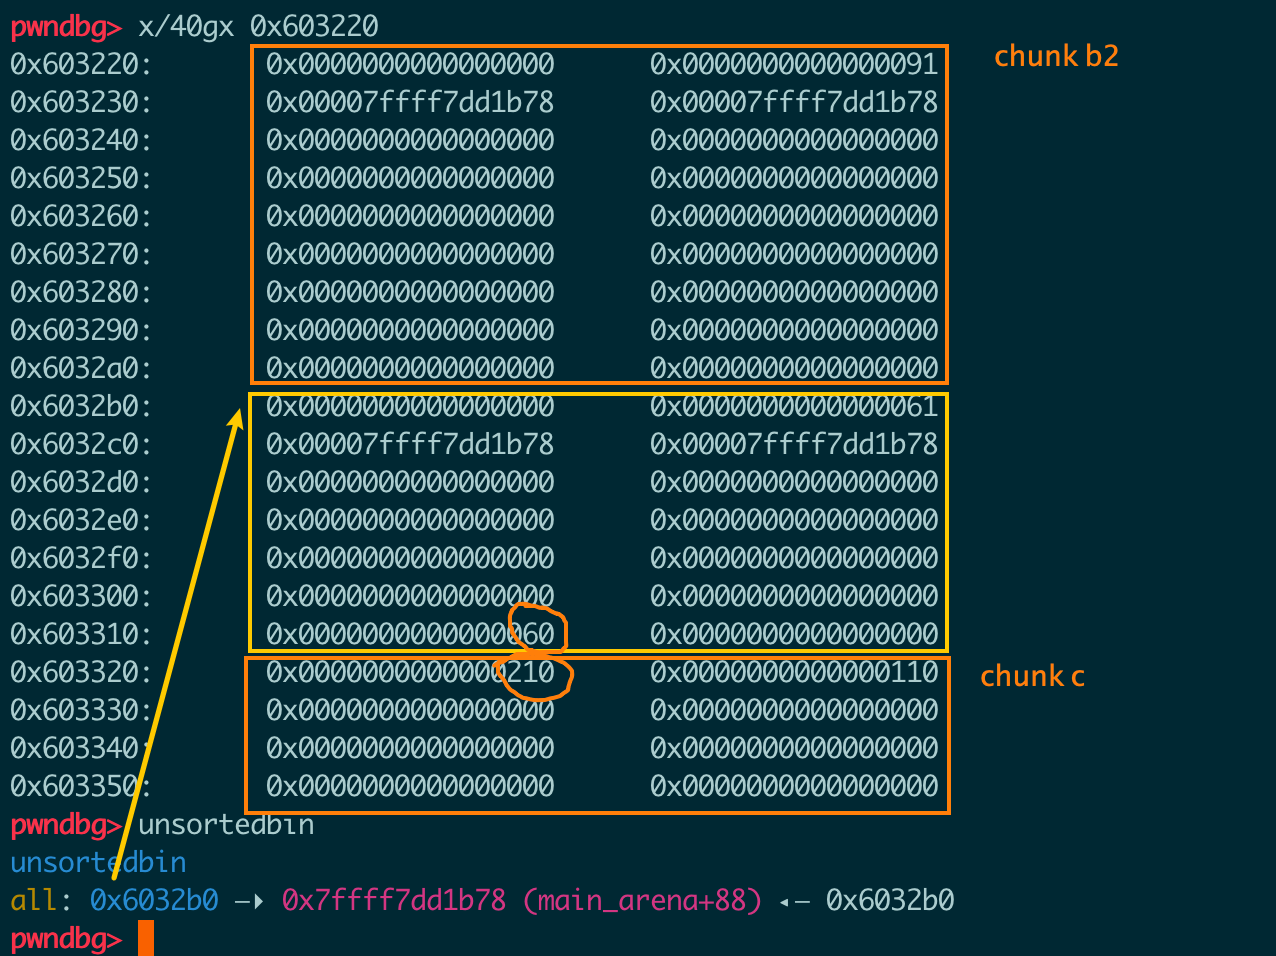 pwndbg> x/40gx 0x603220
0x603220: 0x0000000000000000 0x0000000000000091 chunk b2
0x603230: 0x00007ffff7dd1b78 0x00007ffff7dd1b78
0x603240: 0x0000000000000000 0x0000000000000000
0x603250: 0x0000000000000000 0x0000000000000000
0x603260: 0x0000000000000000 0x0000000000000000
0x603270: 0x0000000000000000 0x0000000000000000
0x603280: 0x0000000000000000 0x0000000000000000
0x603290: 0x0000000000000000 0x0000000000000000
0x6032a0: 0x0000000000000000 0x0000000000000000
0x6032b0: 0x0000000000000000 0x0000000000000061
0x6032c0: 0x00007ffff7dd1b78 0x00007ffff7dd1b78
0x6032d0: 0x0000000000000000 0x0000000000000000
0x6032e0: 0x0000000000000000 0x0000000000000000
0x6032f0: 0x0000000000000000 0x0000000000000000
0x603300: 0x0000000000000000 0x0000000000000000
0x603310: 0x0000000000000060 0x0000000000000000
0x603320: 0x0000000000000210 0x0000000000000110 chunk c
0x603330: 0x0000000000000000 0x0000000000000000
0x603340: 0x0000000000000000 0x0000000000000000
0x603350: 0x0000000000000000 0x0000000000000000
pwndbg> unsortedbin
unsortedbin
all: 0x6032b0 —▸ 0x7ffff7dd1b78 (main_arena+88) ◂— 0x6032b0
pwndbg>